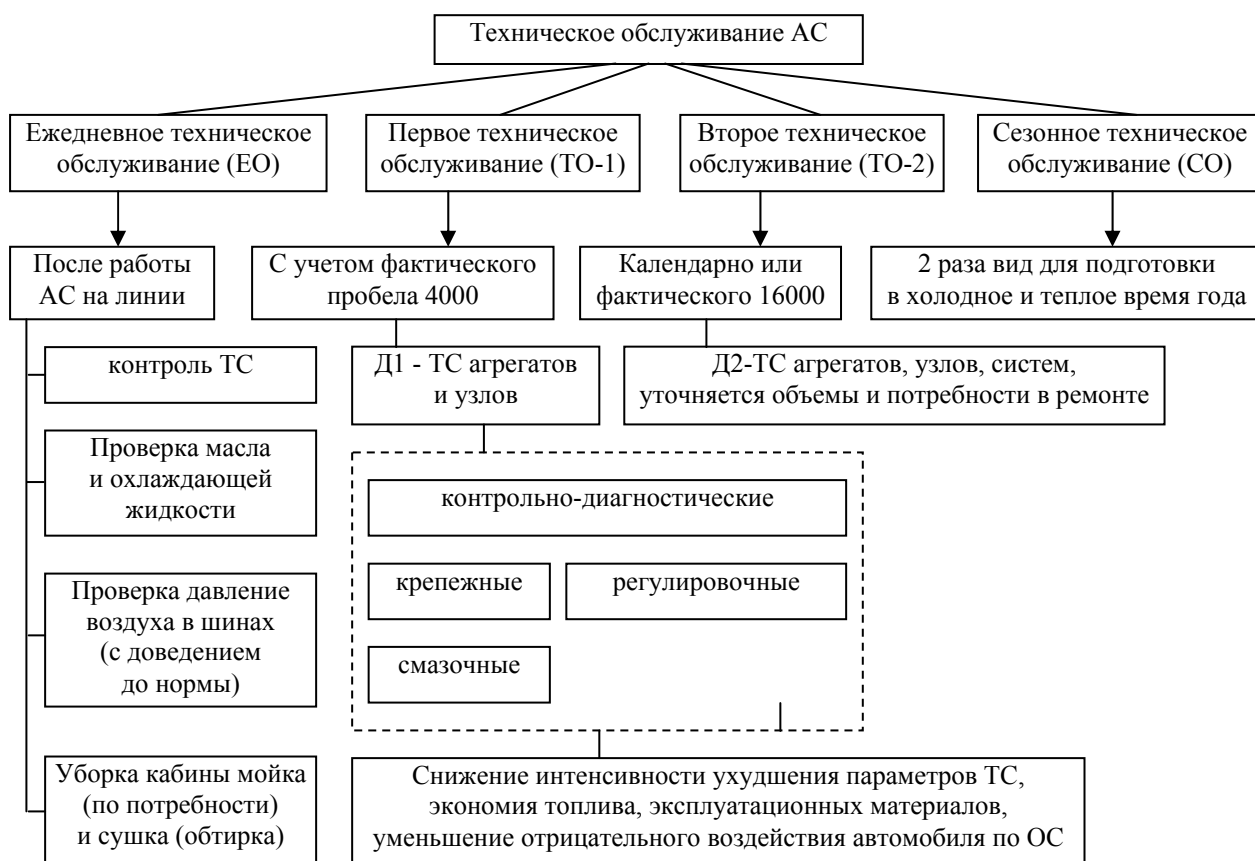 Техническое обслуживание АС
Ежедневное техническое
обслуживание (ЕО)
Первое техническое
обслуживание (ТО-1)
Второе техническое
обслуживание (ТО-2)
Сезонное техническое
обслуживание (СО)
После работы
АС на линии
С учетом фактического
пробела 4000
Календарно или
фактического 16000
2 раза вид для подготовки
в холодное и теплое время года
контроль ТС
Проверка масла
и охлаждающей
жидкости
Проверка давление
воздуха в шинах
(с доведением
до нормы)
Уборка кабины мойка
(по потребности)
и сушка (обтирка)
Д1 - ТС агрегатов
и узлов
Д2-ТС агрегатов, узлов, систем,
уточняется объемы и потребности в ремонте
контрольно-диагностические
крепежные
регулировочные
смазочные
Снижение интенсивности ухудшения параметров ТС,
экономия топлива, эксплуатационных материалов,
уменьшение отрицательного воздействия автомобиля по ОС